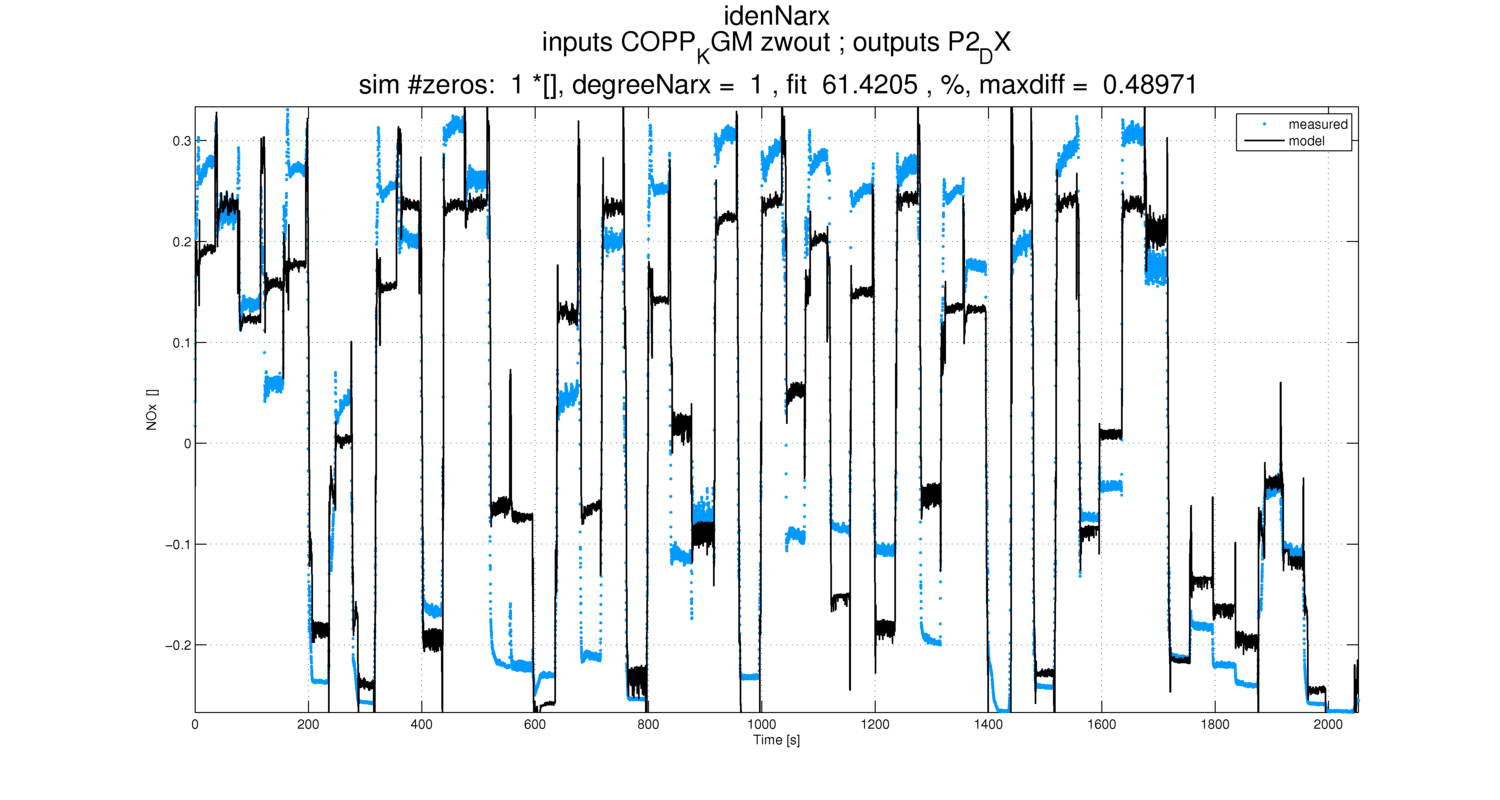 idenNarx
inputs COPP_KGM zwout ; outputs P2_DX
sim #zeros:  1 *[], degreeNarx =  1 , fit  61.4205 , %, maxdiff =  0.48971
measured
model
0.3
0.2
0.1
0
−0.1
−0.2
NOx  []
0
200
400
600
800
1000
1200
1400
1600
1800
2000
Time [s]